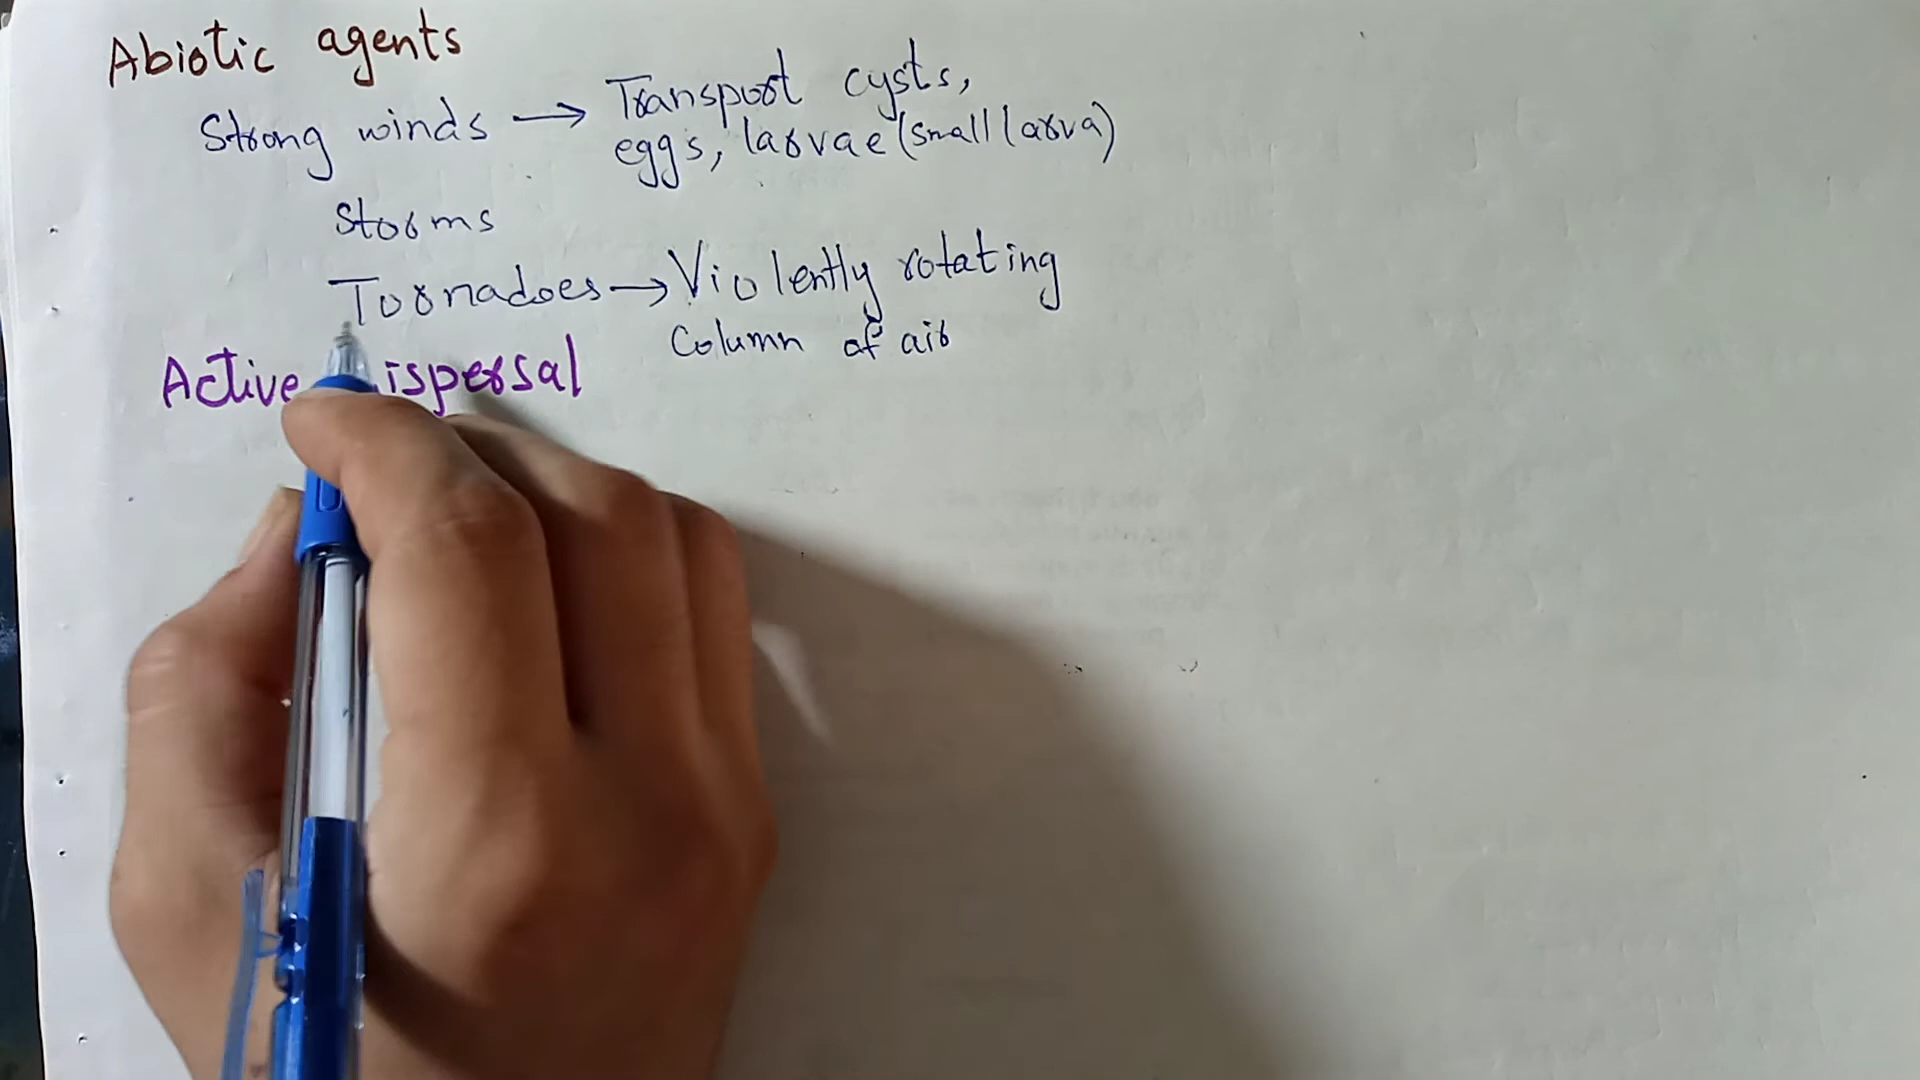 Abiotic agents
Strong winds → Transport cysts,
eggs, larvae (small larva)
Storms
Tornadoes → Violently rotating
Column of air
Active ispersal